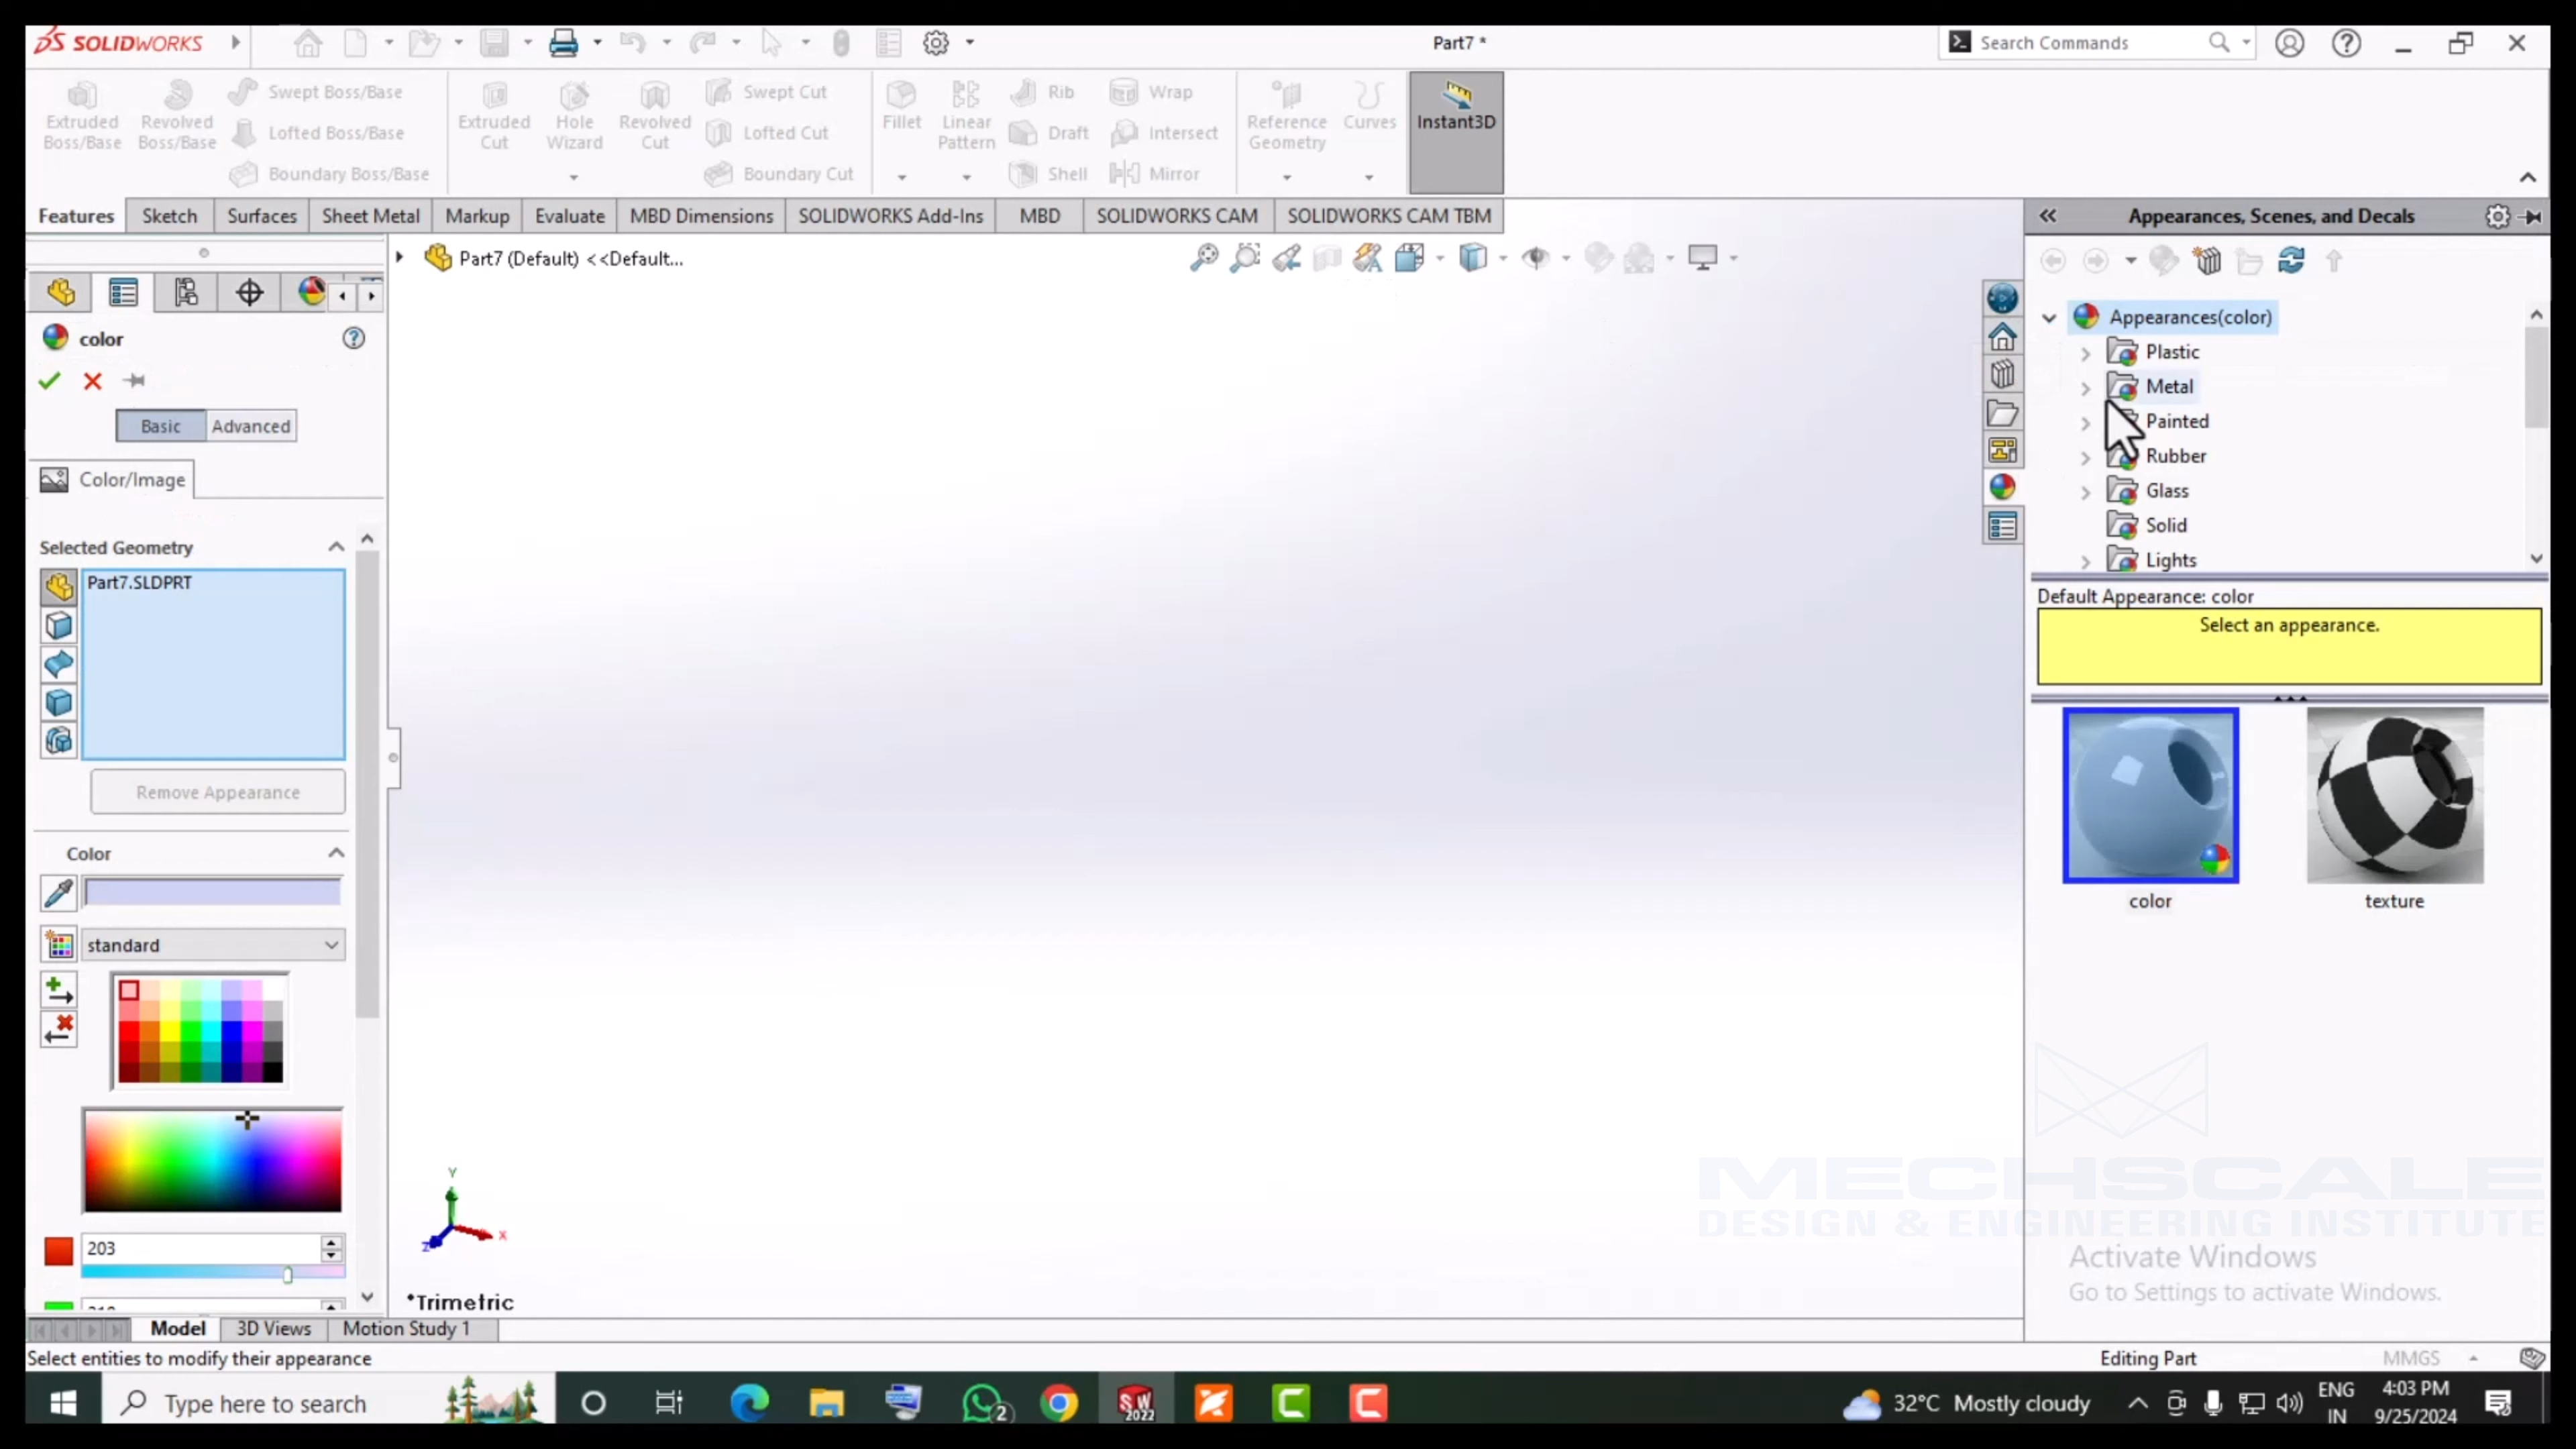 SOLIDWORKS
Part7 *
Search Commands
Extruded Boss/Base
Revolved Boss/Base
Swept Boss/Base
Lofted Boss/Base
Boundary Boss/Base
Extruded Cut
Hole Wizard
Revolved Cut
Swept Cut
Lofted Cut
Boundary Cut
Fillet
Linear Pattern
Rib
Draft
Shell
Wrap
Intersect
Mirror
Reference Geometry
Curves
Instant3D
Features
Sketch
Surfaces
Sheet Metal
Markup
Evaluate
MBD Dimensions
SOLIDWORKS Add-Ins
MBD
SOLIDWORKS CAM
SOLIDWORKS CAM TBM
Part7 (Default) <<Default...
color
Basic
Advanced
Color/Image
Selected Geometry
Part7.SLDPRT
Remove Appearance
Color
standard
203
Y
X
Z
*Trimetric
Model
3D Views
Motion Study 1
Select entities to modify their appearance
Appearances, Scenes, and Decals
Appearances(color)
Plastic
Metal
Painted
Rubber
Glass
Solid
Lights
Default Appearance: color
Select an appearance.
color
texture
MECHSCALE
DESIGN & ENGINEERING INSTITUTE
Activate Windows
Go to Settings to activate Windows.
Editing Part
MMGS
Type here to search
2
SW
2022
32°C Mostly cloudy
ENG
IN
4:03 PM
9/25/2024